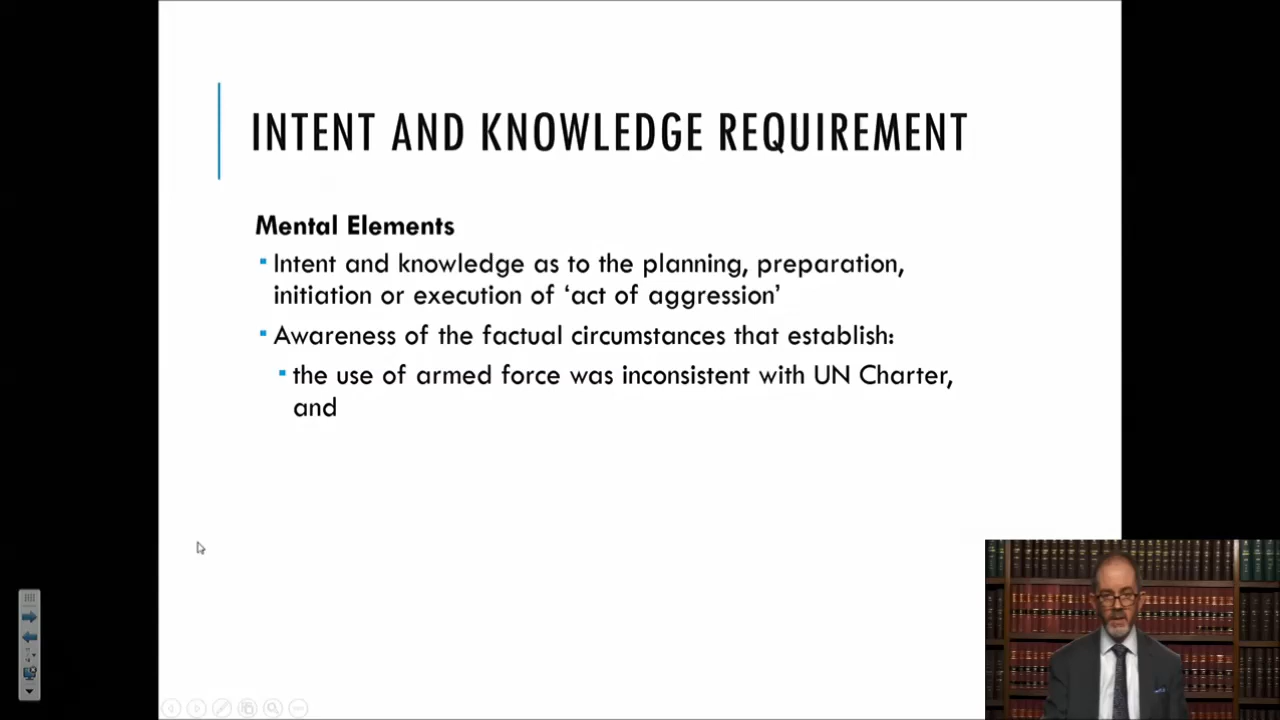 INTENT AND KNOWLEDGE REQUIREMENT
Mental Elements
Intent and knowledge as to the planning, preparation,
initiation or execution of ‘act of aggression’
Awareness of the factual circumstances that establish:
the use of armed force was inconsistent with UN Charter,
and